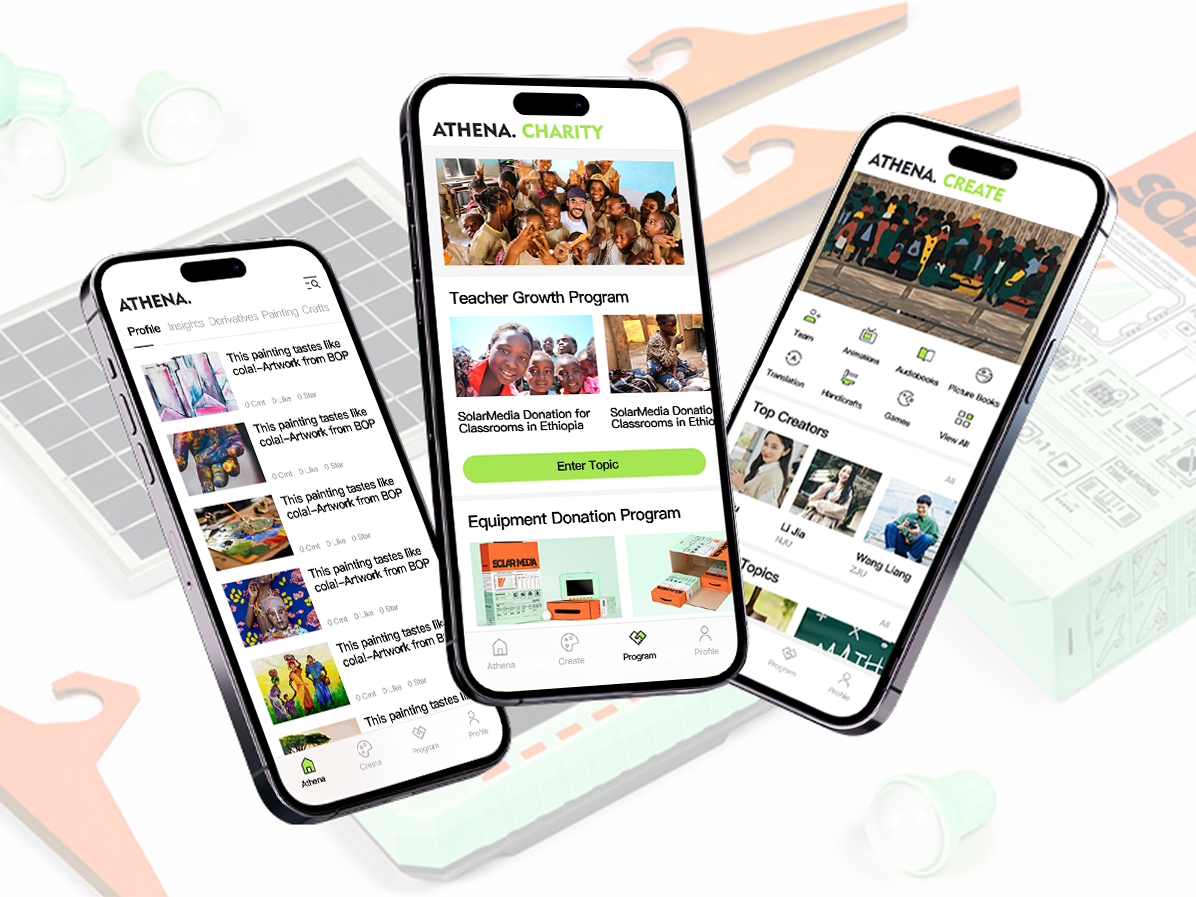 ATHENA.
Profile Insights Derivatives Painting Crafts
This painting tastes like
cola!–Artwork from BOP
0 Cmt 0 Like 0 Star
This painting tastes like
cola!–Artwork from BOP
0 Cmt 0 Like 0 Star
This painting tastes like
cola!–Artwork from BOP
0 Cmt 0 Like 0 Star
This painting tastes like
cola!–Artwork from BOP
0 Cmt 0 Like 0 Star
This painting tastes like
cola!–Artwork from B
0 Cmt 0 Like 0 Star
This painting tastes
Athena
Create
Program
Profile
ATHENA. CHARITY
Teacher Growth Program
SolarMedia Donation for
Classrooms in Ethiopia
SolarMedia Donatio
Classrooms in Ethio
Enter Topic
Equipment Donation Program
SOLAR MEDIA
Athena
Create
Program
Profile
ATHENA. CREATE
Team
Animations
Audiobooks
Picture Books
Translation
Handicrafts
Games
View All
Top Creators
All
Li Jia
NJU
Wang Liang
ZJU
Topics
All
MATH
Program
Profile
SOLA